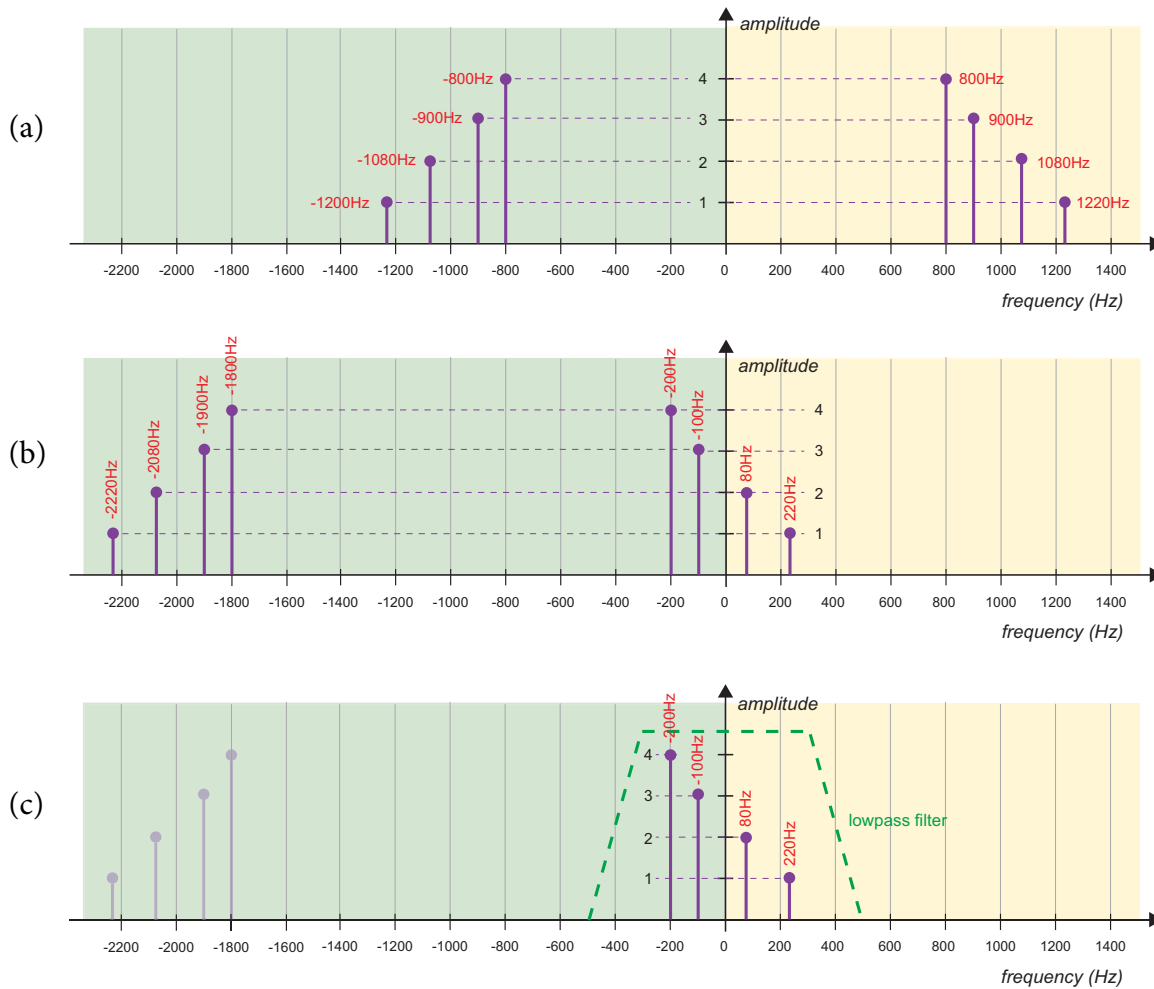 amplitude
(a)
-800Hz 4 800Hz
-900Hz 3 900Hz
-1080Hz 2 1080Hz
-1200Hz 1 1220Hz
-2200 -2000 -1800 -1600 -1400 -1200 -1000 -800 -600 -400 -200 0 200 400 600 800 1000 1200 1400
frequency (Hz)
amplitude
(b)
-2220Hz
-2080Hz
-1900Hz
-1800Hz
-200Hz
-100Hz
80Hz
220Hz
4
3
2
1
-2200 -2000 -1800 -1600 -1400 -1200 -1000 -800 -600 -400 -200 0 200 400 600 800 1000 1200 1400
frequency (Hz)
amplitude
(c)
-200Hz
-100Hz
80Hz
220Hz
4
3
2
1
lowpass filter
-2200 -2000 -1800 -1600 -1400 -1200 -1000 -800 -600 -400 -200 0 200 400 600 800 1000 1200 1400
frequency (Hz)